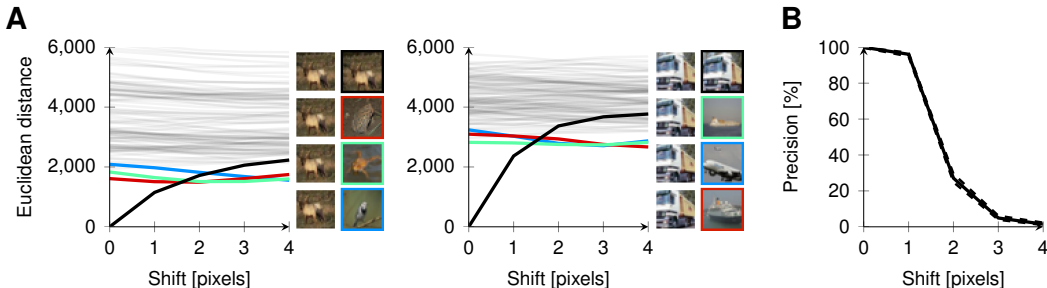 A
B
Euclidean distance
6,000
4,000
2,000
0
0 1 2 3 4
Shift [pixels]
6,000
4,000
2,000
0
0 1 2 3 4
Shift [pixels]
Precision [%]
100
80
60
40
20
0
0 1 2 3 4
Shift [pixels]